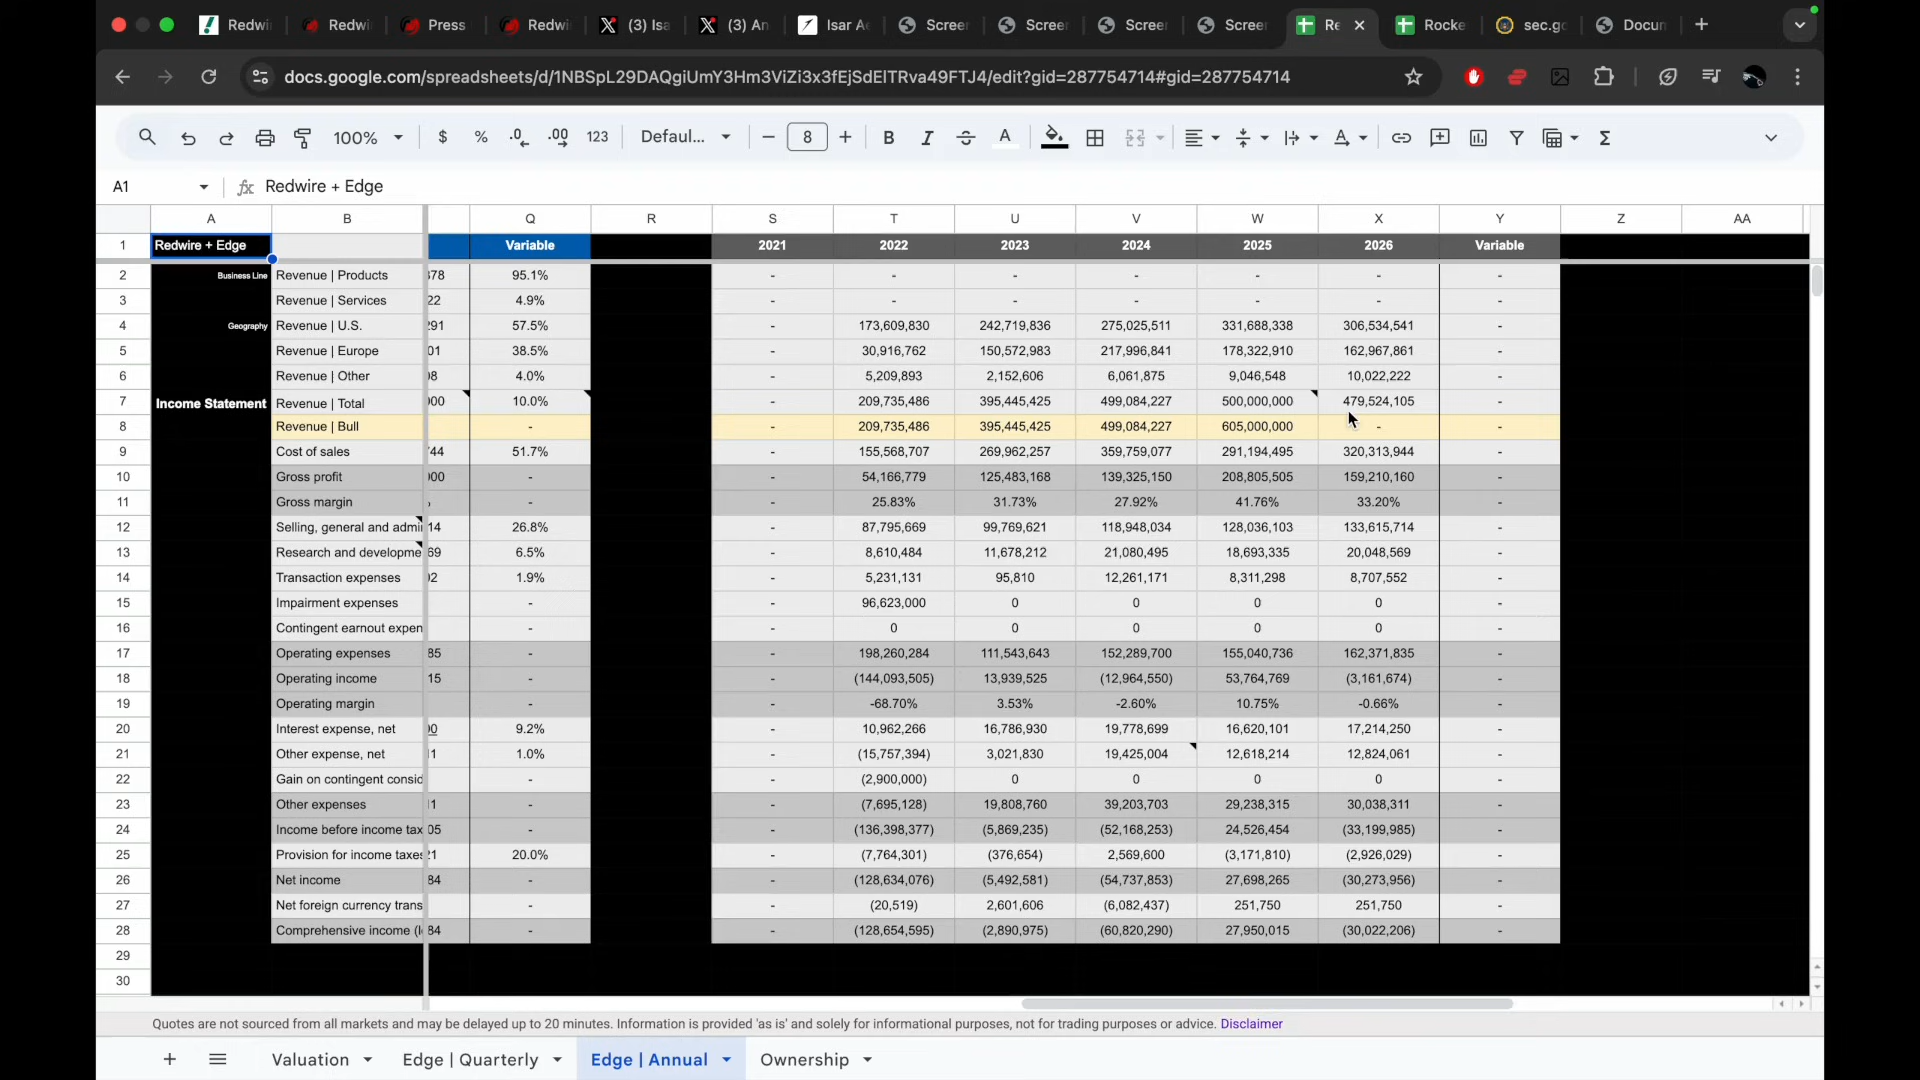 Redwi
Redwi
Press
Redwi
(3) Isa
(3) An
Isar Ae
Screer
Screer
Screer
Screer
Re
Rocke
sec.go
Docun
docs.google.com/spreadsheets/d/1NBSpL29DAQgiUmY3Hm3ViZi3x3fEjSdEITRva49FTJ4/edit?gid=287754714#gid=287754714
100% $ % .0 .00 123 Defaul... 8 B I A
A1 fx Redwire + Edge
A B Q R S T U V W X Y Z AA
1 Redwire + Edge Variable 2021 2022 2023 2024 2025 2026 Variable
2 Business Line Revenue | Products 378 95.1% - - - - - - -
3 Revenue | Services 22 4.9% - - - - - - -
4 Geography Revenue | U.S. 291 57.5% - 173,609,830 242,719,836 275,025,511 331,688,338 306,534,541 -
5 Revenue | Europe 01 38.5% - 30,916,762 150,572,983 217,996,841 178,322,910 162,967,861 -
6 Revenue | Other 98 4.0% - 5,209,893 2,152,606 6,061,875 9,046,548 10,022,222 -
7 Income Statement Revenue | Total 000 10.0% - 209,735,486 395,445,425 499,084,227 500,000,000 479,524,105 -
8 Revenue | Bull - - 209,735,486 395,445,425 499,084,227 605,000,000 - -
9 Cost of sales 44 51.7% - 155,568,707 269,962,257 359,759,077 291,194,495 320,313,944 -
10 Gross profit 000 - - 54,166,779 125,483,168 139,325,150 208,805,505 159,210,160 -
11 Gross margin - - 25.83% 31.73% 27.92% 41.76% 33.20% -
12 Selling, general and admi 14 26.8% - 87,795,669 99,769,621 118,948,034 128,036,103 133,615,714 -
13 Research and developme 69 6.5% - 8,610,484 11,678,212 21,080,495 18,693,335 20,048,569 -
14 Transaction expenses 02 1.9% - 5,231,131 95,810 12,261,171 8,311,298 8,707,552 -
15 Impairment expenses - - 96,623,000 0 0 0 0 -
16 Contingent earnout expen - - 0 0 0 0 0 -
17 Operating expenses 85 - - 198,260,284 111,543,643 152,289,700 155,040,736 162,371,835 -
18 Operating income 15 - - (144,093,505) 13,939,525 (12,964,550) 53,764,769 (3,161,674) -
19 Operating margin - - -68.70% 3.53% -2.60% 10.75% -0.66% -
20 Interest expense, net 00 9.2% - 10,962,266 16,786,930 19,778,699 16,620,101 17,214,250 -
21 Other expense, net 11 1.0% - (15,757,394) 3,021,830 19,425,004 12,618,214 12,824,061 -
22 Gain on contingent consid - - (2,900,000) 0 0 0 0 -
23 Other expenses 11 - - (7,695,128) 19,808,760 39,203,703 29,238,315 30,038,311 -
24 Income before income tax 05 - - (136,398,377) (5,869,235) (52,168,253) 24,526,454 (33,199,985) -
25 Provision for income taxes 21 20.0% - (7,764,301) (376,654) 2,569,600 (3,171,810) (2,926,029) -
26 Net income 84 - - (128,634,076) (5,492,581) (54,737,853) 27,698,265 (30,273,956) -
27 Net foreign currency trans - - (20,519) 2,601,606 (6,082,437) 251,750 251,750 -
28 Comprehensive income (l 84 - - (128,654,595) (2,890,975) (60,820,290) 27,950,015 (30,022,206) -
29
30
Quotes are not sourced from all markets and may be delayed up to 20 minutes. Information is provided 'as is' and solely for informational purposes, not for trading purposes or advice. Disclaimer
Valuation Edge | Quarterly Edge | Annual Ownership